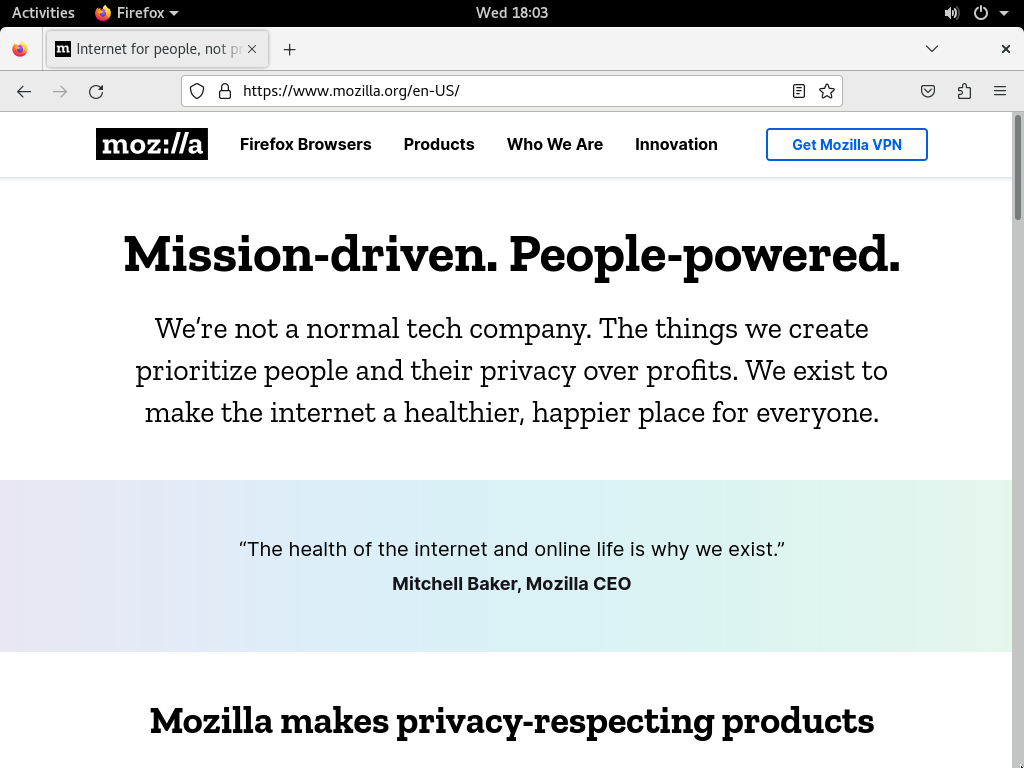 Activities Firefox Wed 18:03
m Internet for people, not pr
https://www.mozilla.org/en-US/
moz://a Firefox Browsers Products Who We Are Innovation Get Mozilla VPN
Mission-driven. People-powered.
We’re not a normal tech company. The things we create
prioritize people and their privacy over profits. We exist to
make the internet a healthier, happier place for everyone.
“The health of the internet and online life is why we exist.”
Mitchell Baker, Mozilla CEO
Mozilla makes privacy-respecting products